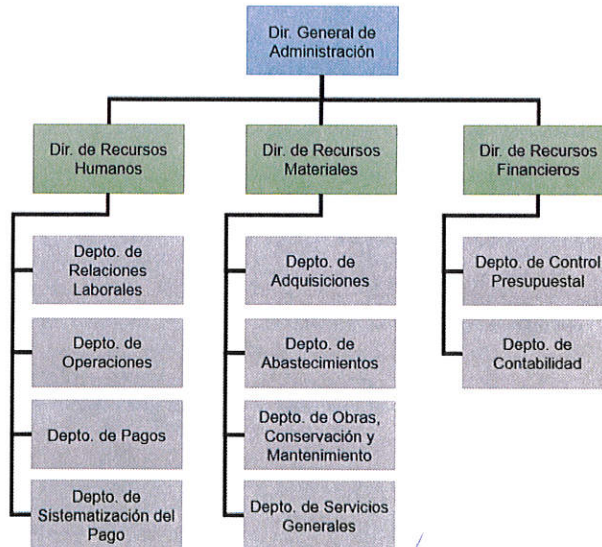 Dir. General de
Administración
Dir. de Recursos
Humanos
Dir. de Recursos
Materiales
Dir. de Recursos
Financieros
Depto. de
Relaciones
Laborales
Depto. de
Operaciones
Depto. de Pagos
Depto. de
Sistematización del
Pago
Depto. de
Adquisiciones
Depto. de
Abastecimientos
Depto. de Obras,
Conservación y
Mantenimiento
Depto. de Servicios
Generales
Depto. de Control
Presupuestal
Depto. de
Contabilidad